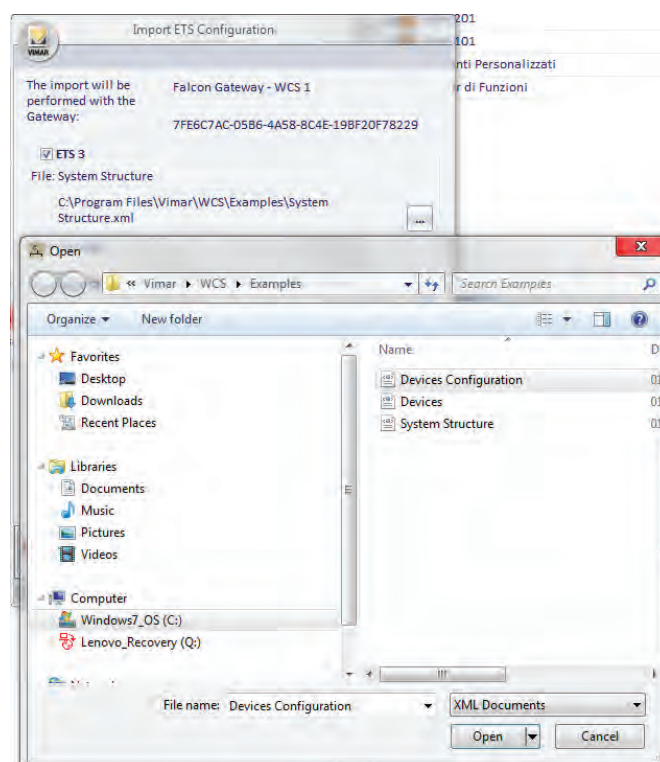 Import ETS Configuration
201
101
nti Personalizzati
r di Funzioni
VIMAR
The import will be
performed with the
Gateway:
Falcon Gateway - WCS 1
7FE6C7AC-05B6-4A58-8C4E-19BF20F78229
ETS 3
File: System Structure
C:\Program Files\Vimar\WCS\Examples\System
Structure.xml
...
Open
« Vimar WCS Examples
Search Examples
Organize
New folder
Name
D
Favorites
Desktop
Downloads
Recent Places
Devices Configuration
01
Devices
01
System Structure
01
Libraries
Documents
Music
Pictures
Videos
Computer
Windows7_OS (C:)
Lenovo_Recovery (Q:)
File name:
Devices Configuration
XML Documents
Open
Cancel